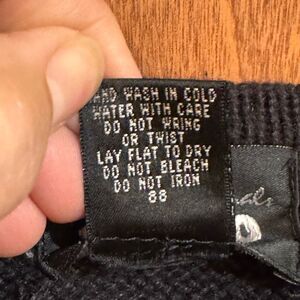 AND WASH IN COLD
WATER WITH CARE
DO NOT WRING
OR TWIST
LAY FLAT TO DRY
DO NOT BLEACH
DO NOT IRON
88
als